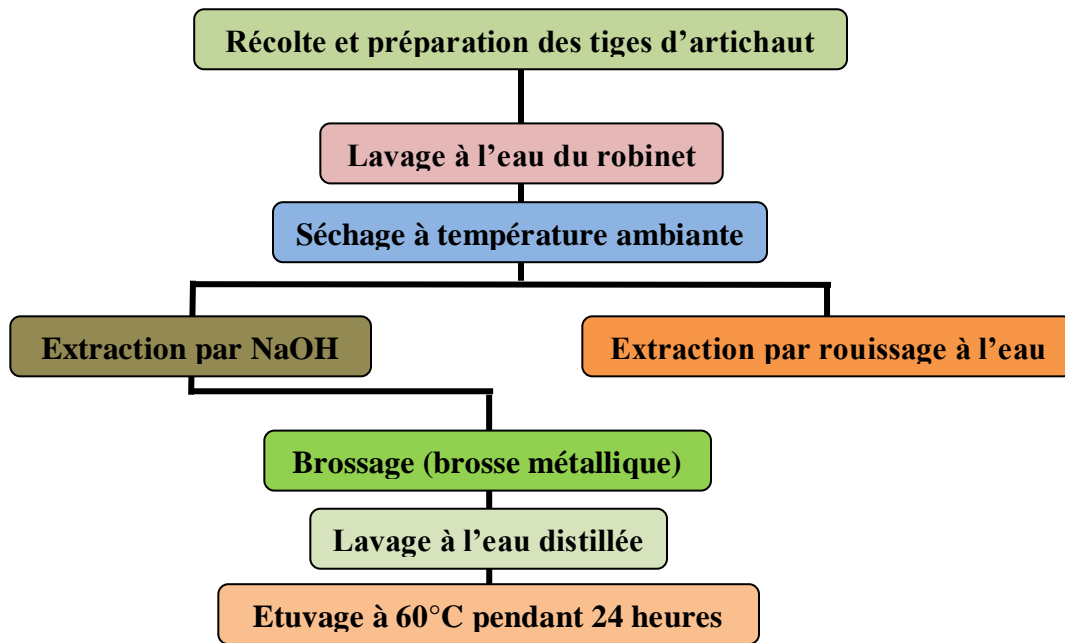 Récolte et préparation des tiges d’artichaut
Lavage à l’eau du robinet
Séchage à température ambiante
Extraction par NaOH
Extraction par rouissage à l’eau
Brossage (brosse métallique)
Lavage à l’eau distillée
Etuvage à 60°C pendant 24 heures